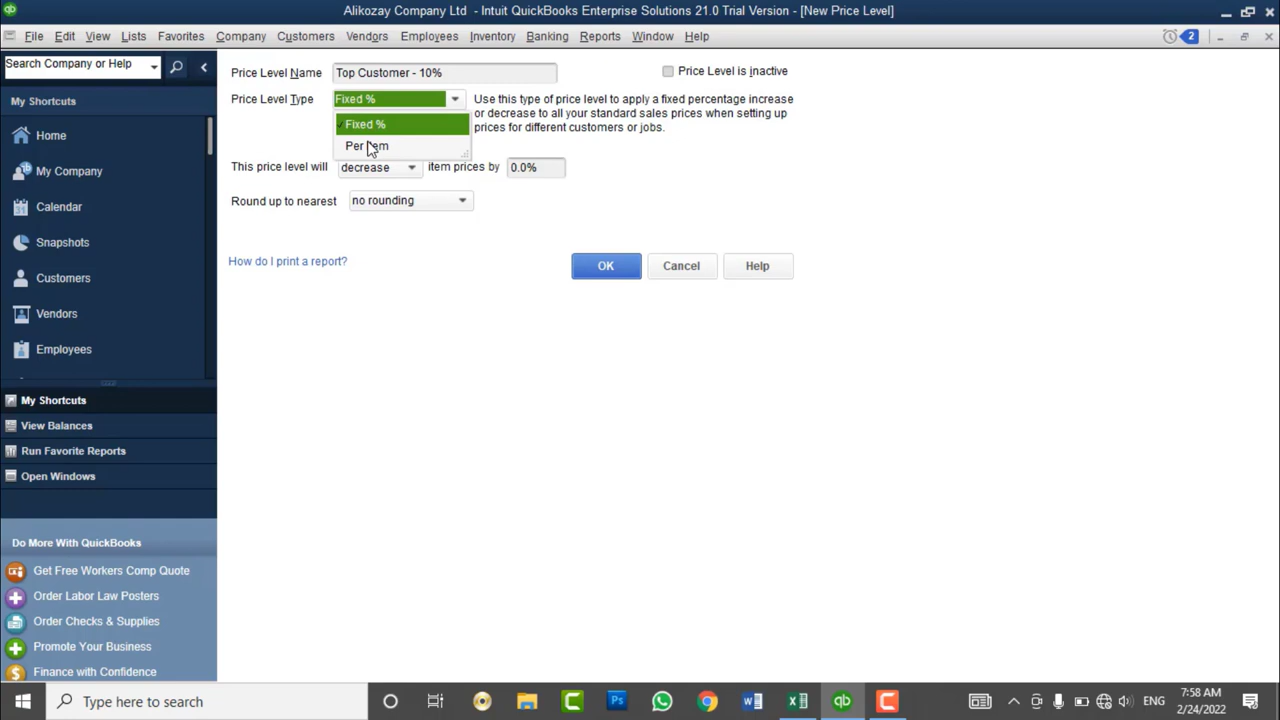 Alikozay Company Ltd - Intuit QuickBooks Enterprise Solutions 21.0 Trial Version - [New Price Level]
File Edit View Lists Favorites Company Customers Vendors Employees Inventory Banking Reports Window Help
2
Search Company or Help
My Shortcuts
Home
My Company
Calendar
Snapshots
Customers
Vendors
Employees
My Shortcuts
View Balances
Run Favorite Reports
Open Windows
Do More With QuickBooks
Get Free Workers Comp Quote
Order Labor Law Posters
Order Checks & Supplies
Promote Your Business
Finance with Confidence
Price Level Name Top Customer - 10% Price Level is inactive
Price Level Type Fixed %
Fixed %
Per Item
Use this type of price level to apply a fixed percentage increase
or decrease to all your standard sales prices when setting up
prices for different customers or jobs.
This price level will decrease item prices by 0.0%
Round up to nearest no rounding
How do I print a report? OK Cancel Help
Type here to search
ENG
7:58 AM
2/24/2022